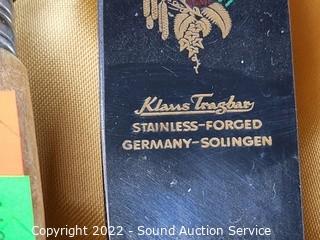 Klaus Tragbar
STAINLESS-FORGED
GERMANY-SOLINGEN
Copyright 2022 - Sound Auction Service